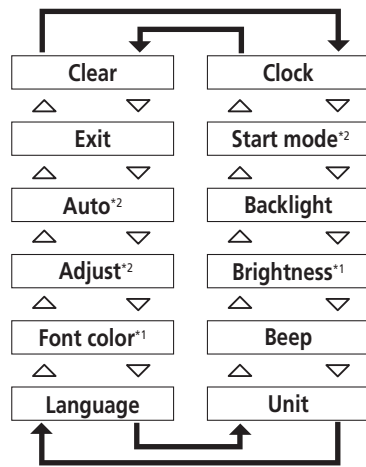 Clear
Clock
Exit
Start mode*2
Auto*2
Backlight
Adjust*2
Brightness*1
Font color*1
Beep
Language
Unit